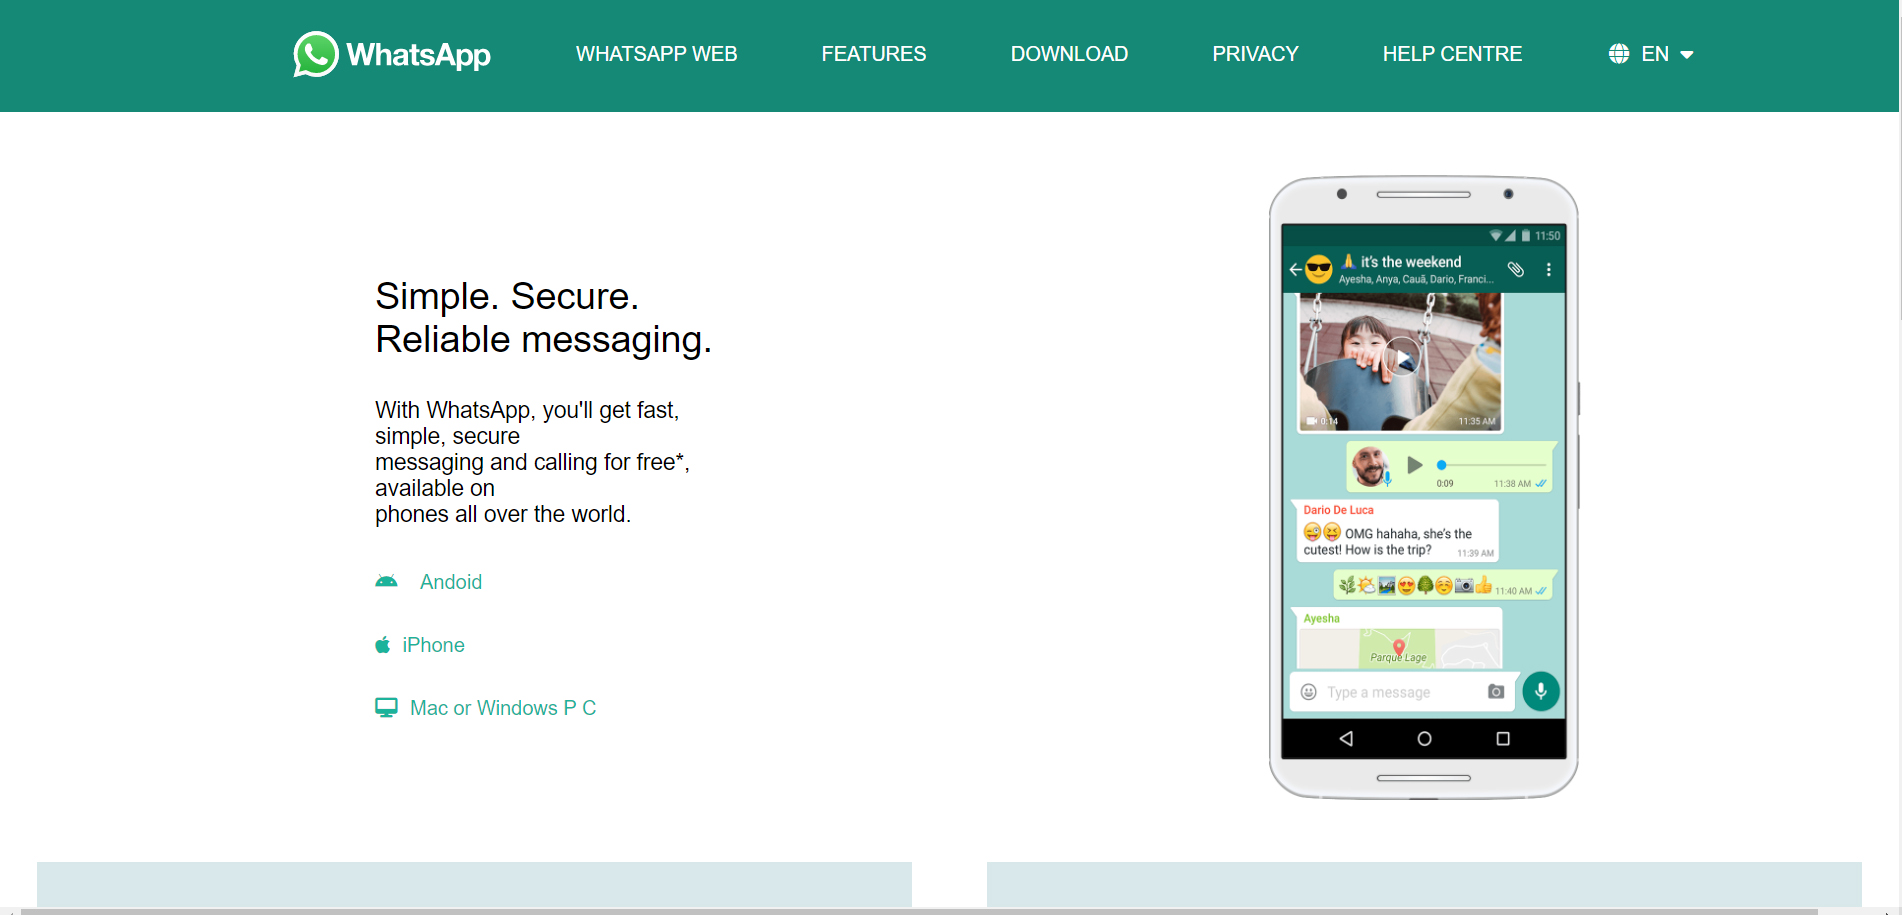 WhatsApp
WHATSAPP WEB
FEATURES
DOWNLOAD
PRIVACY
HELP CENTRE
EN
Simple. Secure.
Reliable messaging.
With WhatsApp, you'll get fast,
simple, secure
messaging and calling for free*,
available on
phones all over the world.
Andoid
iPhone
Mac or Windows P C
11:50
🙏 it's the weekend
Ayesha, Anya, Cauã, Dario, Franci...
0:14
11:35 AM
0:09
11:38 AM
Dario De Luca
OMG hahaha, she's the
cutest! How is the trip?
11:39 AM
11:40 AM
Ayesha
Parque Lage
Type a message